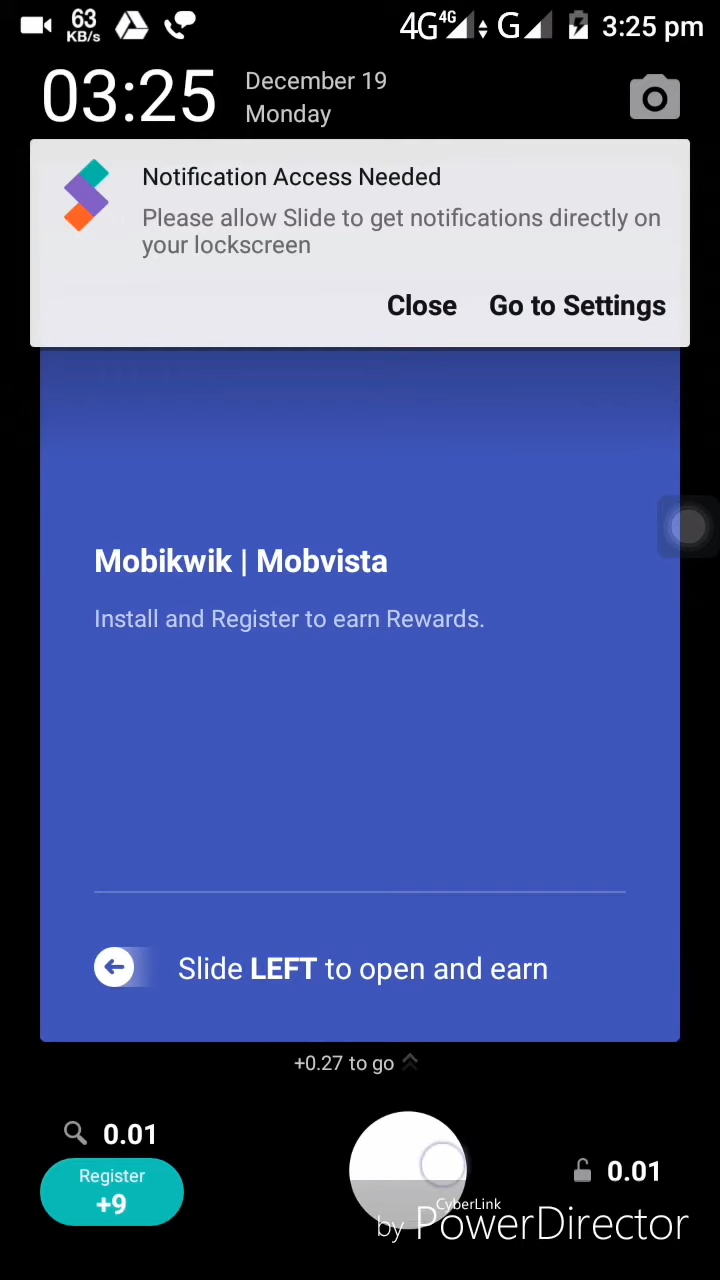 63
KB/s
4G 4G
G
3:25 pm
03:25
December 19
Monday
Notification Access Needed
Please allow Slide to get notifications directly on
your lockscreen
Close
Go to Settings
Mobikwik | Mobvista
Install and Register to earn Rewards.
Slide LEFT to open and earn
+0.27 to go
0.01
Register
+9
0.01
CyberLink
by PowerDirector